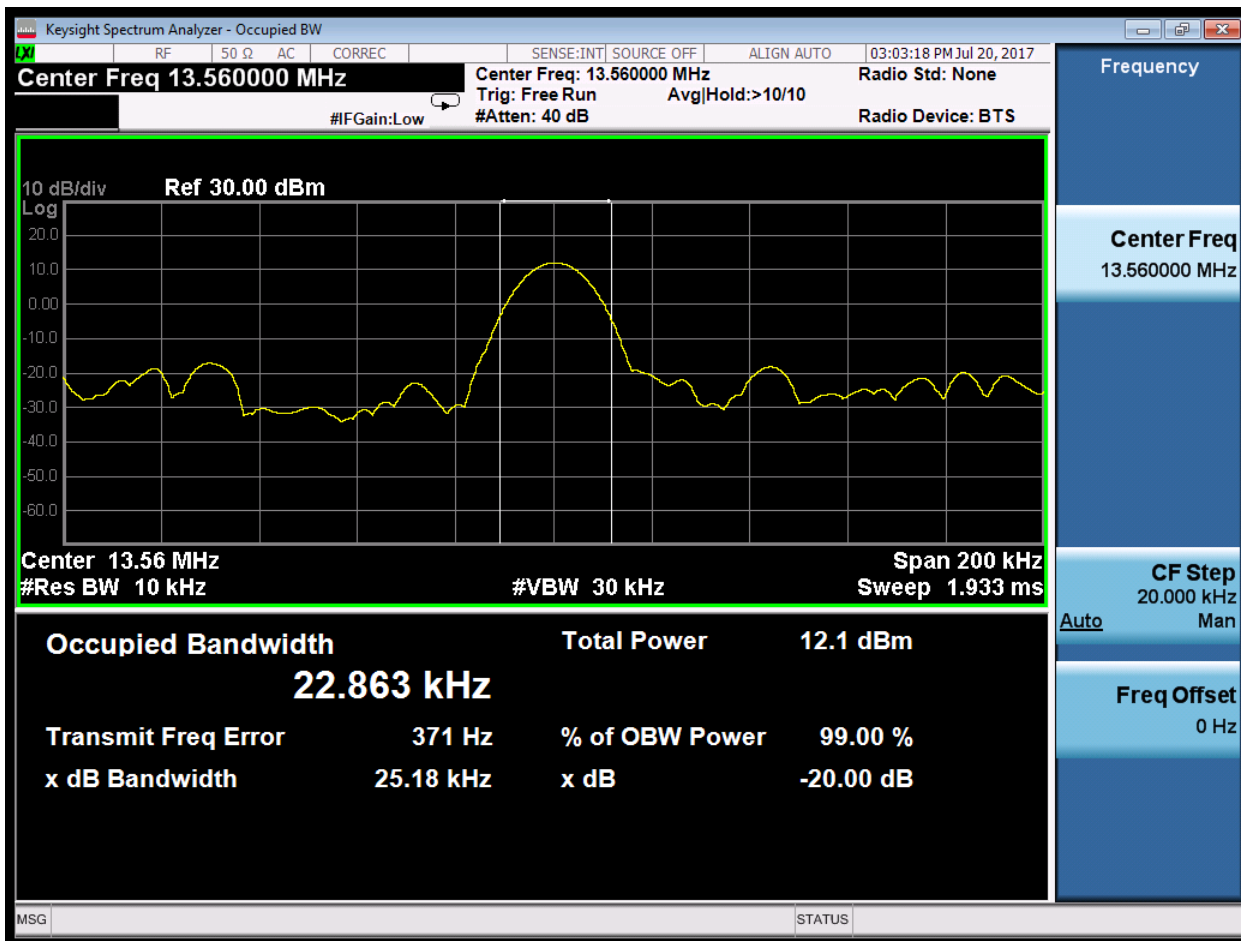 Keysight Spectrum Analyzer - Occupied BW
LXI RF 50 Ω AC CORREC SENSE:INT SOURCE OFF ALIGN AUTO 03:03:18 PM Jul 20, 2017
Center Freq 13.560000 MHz
Center Freq: 13.560000 MHz
Radio Std: None
Trig: Free Run Avg|Hold:>10/10
#IFGain:Low
#Atten: 40 dB
Radio Device: BTS
10 dB/div Ref 30.00 dBm
Log
20.0
10.0
0.00
-10.0
-20.0
-30.0
-40.0
-50.0
-60.0
Center 13.56 MHz Span 200 kHz
#Res BW 10 kHz #VBW 30 kHz Sweep 1.933 ms
Occupied Bandwidth Total Power 12.1 dBm
22.863 kHz
Transmit Freq Error 371 Hz % of OBW Power 99.00 %
x dB Bandwidth 25.18 kHz x dB -20.00 dB
Frequency
Center Freq
13.560000 MHz
CF Step
20.000 kHz
Auto Man
Freq Offset
0 Hz
MSG STATUS